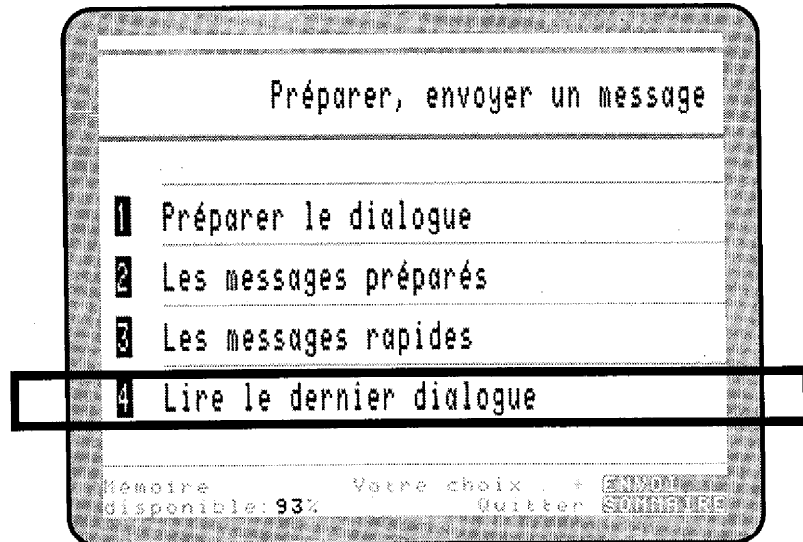 Préparer, envoyer un message
1 Préparer le dialogue
2 Les messages préparés
3 Les messages rapides
4 Lire le dernier dialogue
Mémoire Votre choix . + ENVOI
disponible:93% Quitter SOMMAIRE